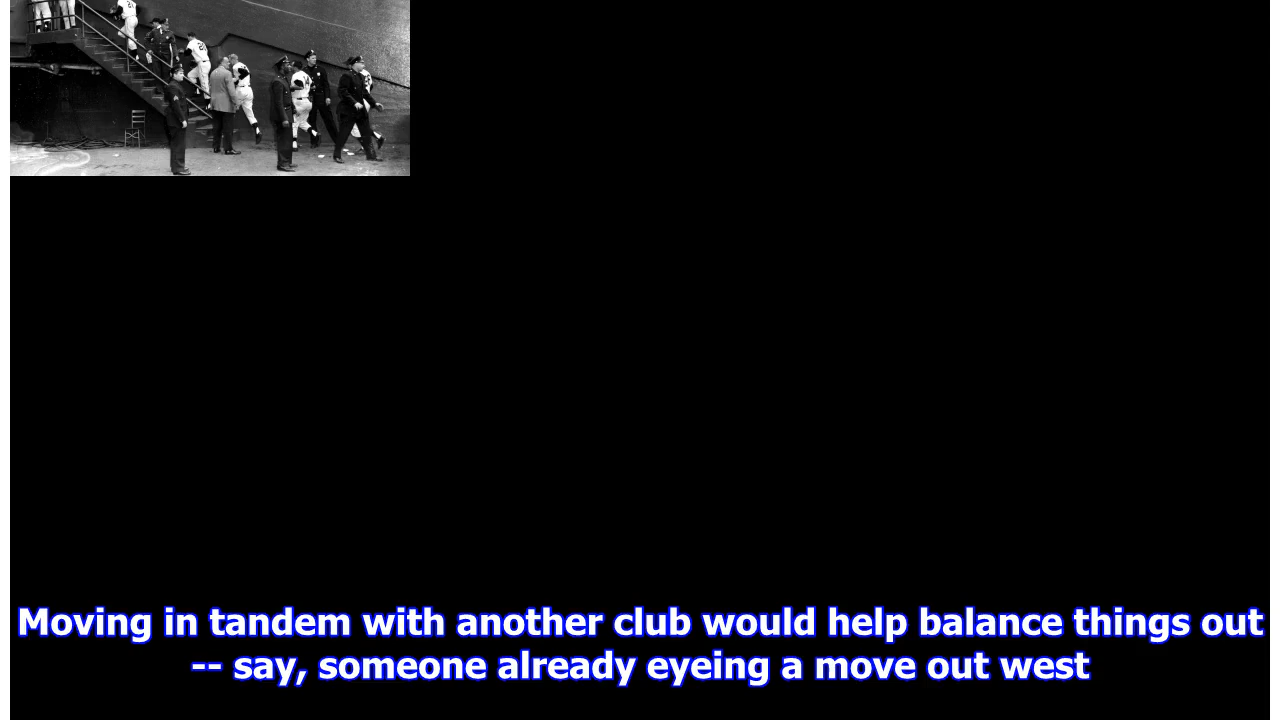 Moving in tandem with another club would help balance things out
-- say, someone already eyeing a move out west